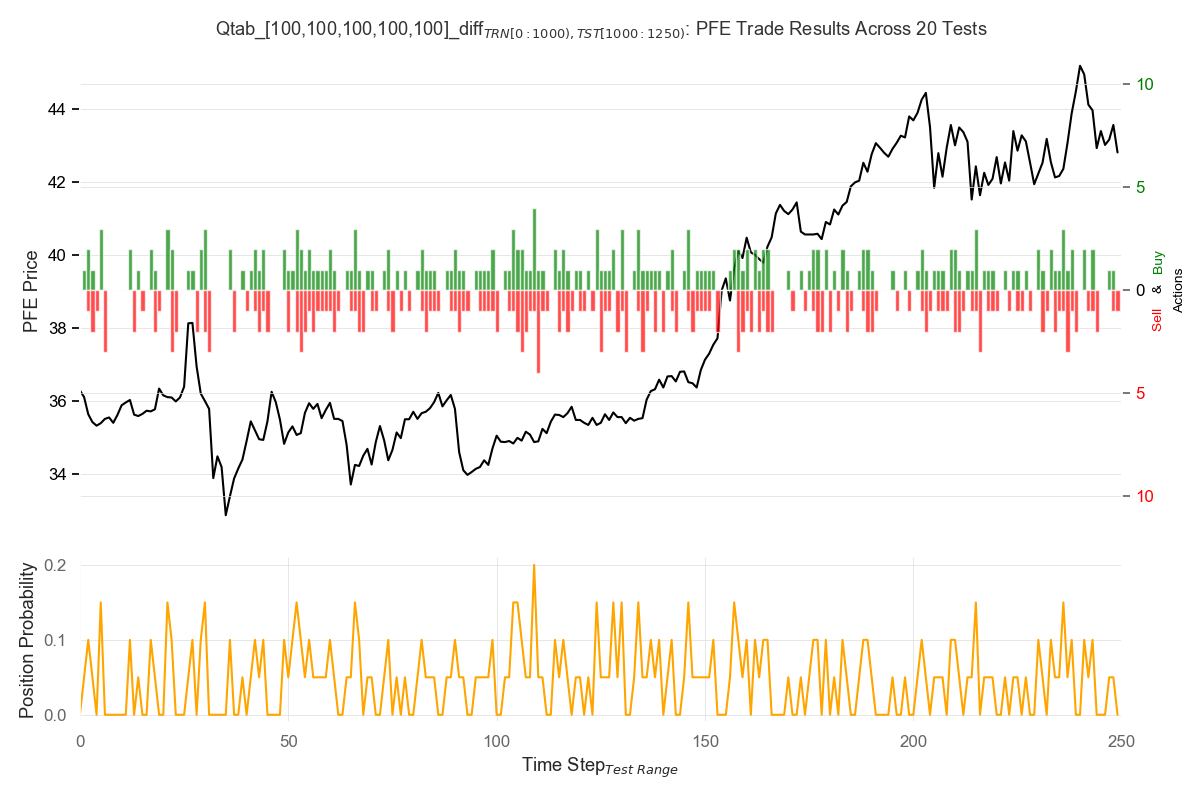 Qtab_[100,100,100,100,100]_diff_TRN[0:1000),TST[1000:1250): PFE Trade Results Across 20 Tests
44
42
40
38
36
34
PFE Price
10
5
0
5
10
Sell & Buy
Actions
0.2
0.1
0.0
Position Probability
0 50 100 150 200 250
Time Step Test Range